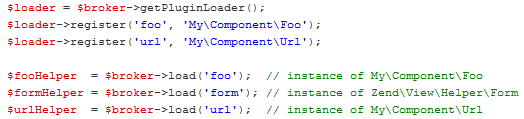 $loader = $broker->getPluginLoader();
$loader->register('foo', 'My\Component\Foo');
$loader->register('url', 'My\Component\Url');

$fooHelper  = $broker->load('foo');  // instance of My\Component\Foo
$formHelper = $broker->load('form'); // instance of Zend\View\Helper\Form
$urlHelper  = $broker->load('url');  // instance of My\Component\Url